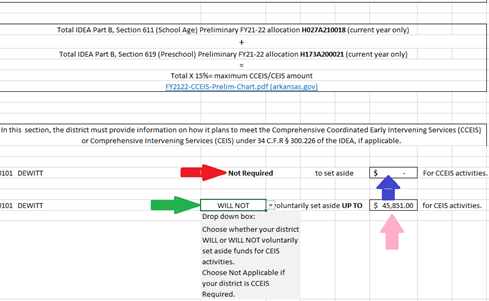 Total IDEA Part B, Section 611 (School Age) Preliminary FY21-22 allocation H027A210018 (current year only)
+
Total IDEA Part B, Section 619 (Preschool) Preliminary FY21-22 allocation H173A200021 (current year only)
=
Total X 15%= maximum CCEIS/CEIS amount
FY2122-CCEIS-Prelim-Chart.pdf (arkansas.gov)
In this section, the district must provide information on how it plans to meet the Comprehensive Coordinated Early Intervening Services (CCEIS)
or Comprehensive Early Intervening Services (CEIS) under 34 C.F.R § 300.226 of the IDEA, if applicable.
0101 DEWITT Not Required to set aside $ - For CCEIS activities.
0101 DEWITT WILL NOT voluntarily set aside UP TO $ 45,851.00 for CEIS activities.
Drop down box:
Choose whether your district
WILL or WILL NOT voluntarily
set aside funds for CEIS
activities.
Choose Not Applicable if
your district is CCEIS
Required.